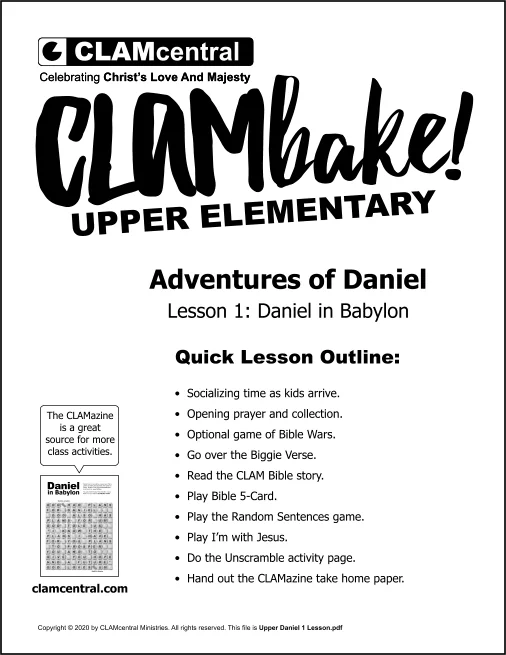 CLAMcentral
Celebrating Christ's Love And Majesty
CLAMbake!
UPPER ELEMENTARY
Adventures of Daniel
Lesson 1: Daniel in Babylon
Quick Lesson Outline:
• Socializing time as kids arrive.
• Opening prayer and collection.
• Optional game of Bible Wars.
• Go over the Biggie Verse.
• Read the CLAM Bible story.
• Play Bible 5-Card.
• Play the Random Sentences game.
• Play I'm with Jesus.
• Do the Unscramble activity page.
• Hand out the CLAMazine take home paper.
The CLAMazine
is a great
source for more
class activities.
Daniel
in Babylon
clamcentral.com
Copyright © 2020 by CLAMcentral Ministries. All rights reserved. This file is Upper Daniel 1 Lesson.pdf